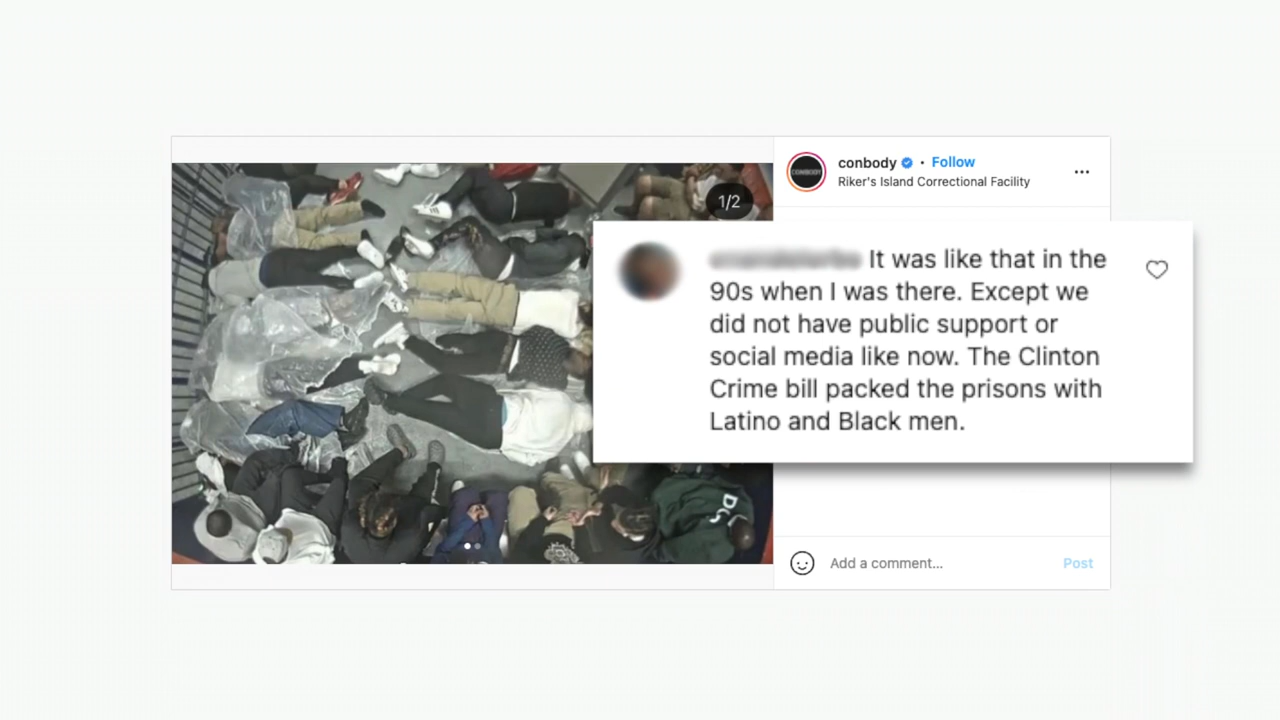 1/2
conbody • Follow
Riker's Island Correctional Facility
CONBODY
It was like that in the
90s when I was there. Except we
did not have public support or
social media like now. The Clinton
Crime bill packed the prisons with
Latino and Black men.
Add a comment...
Post